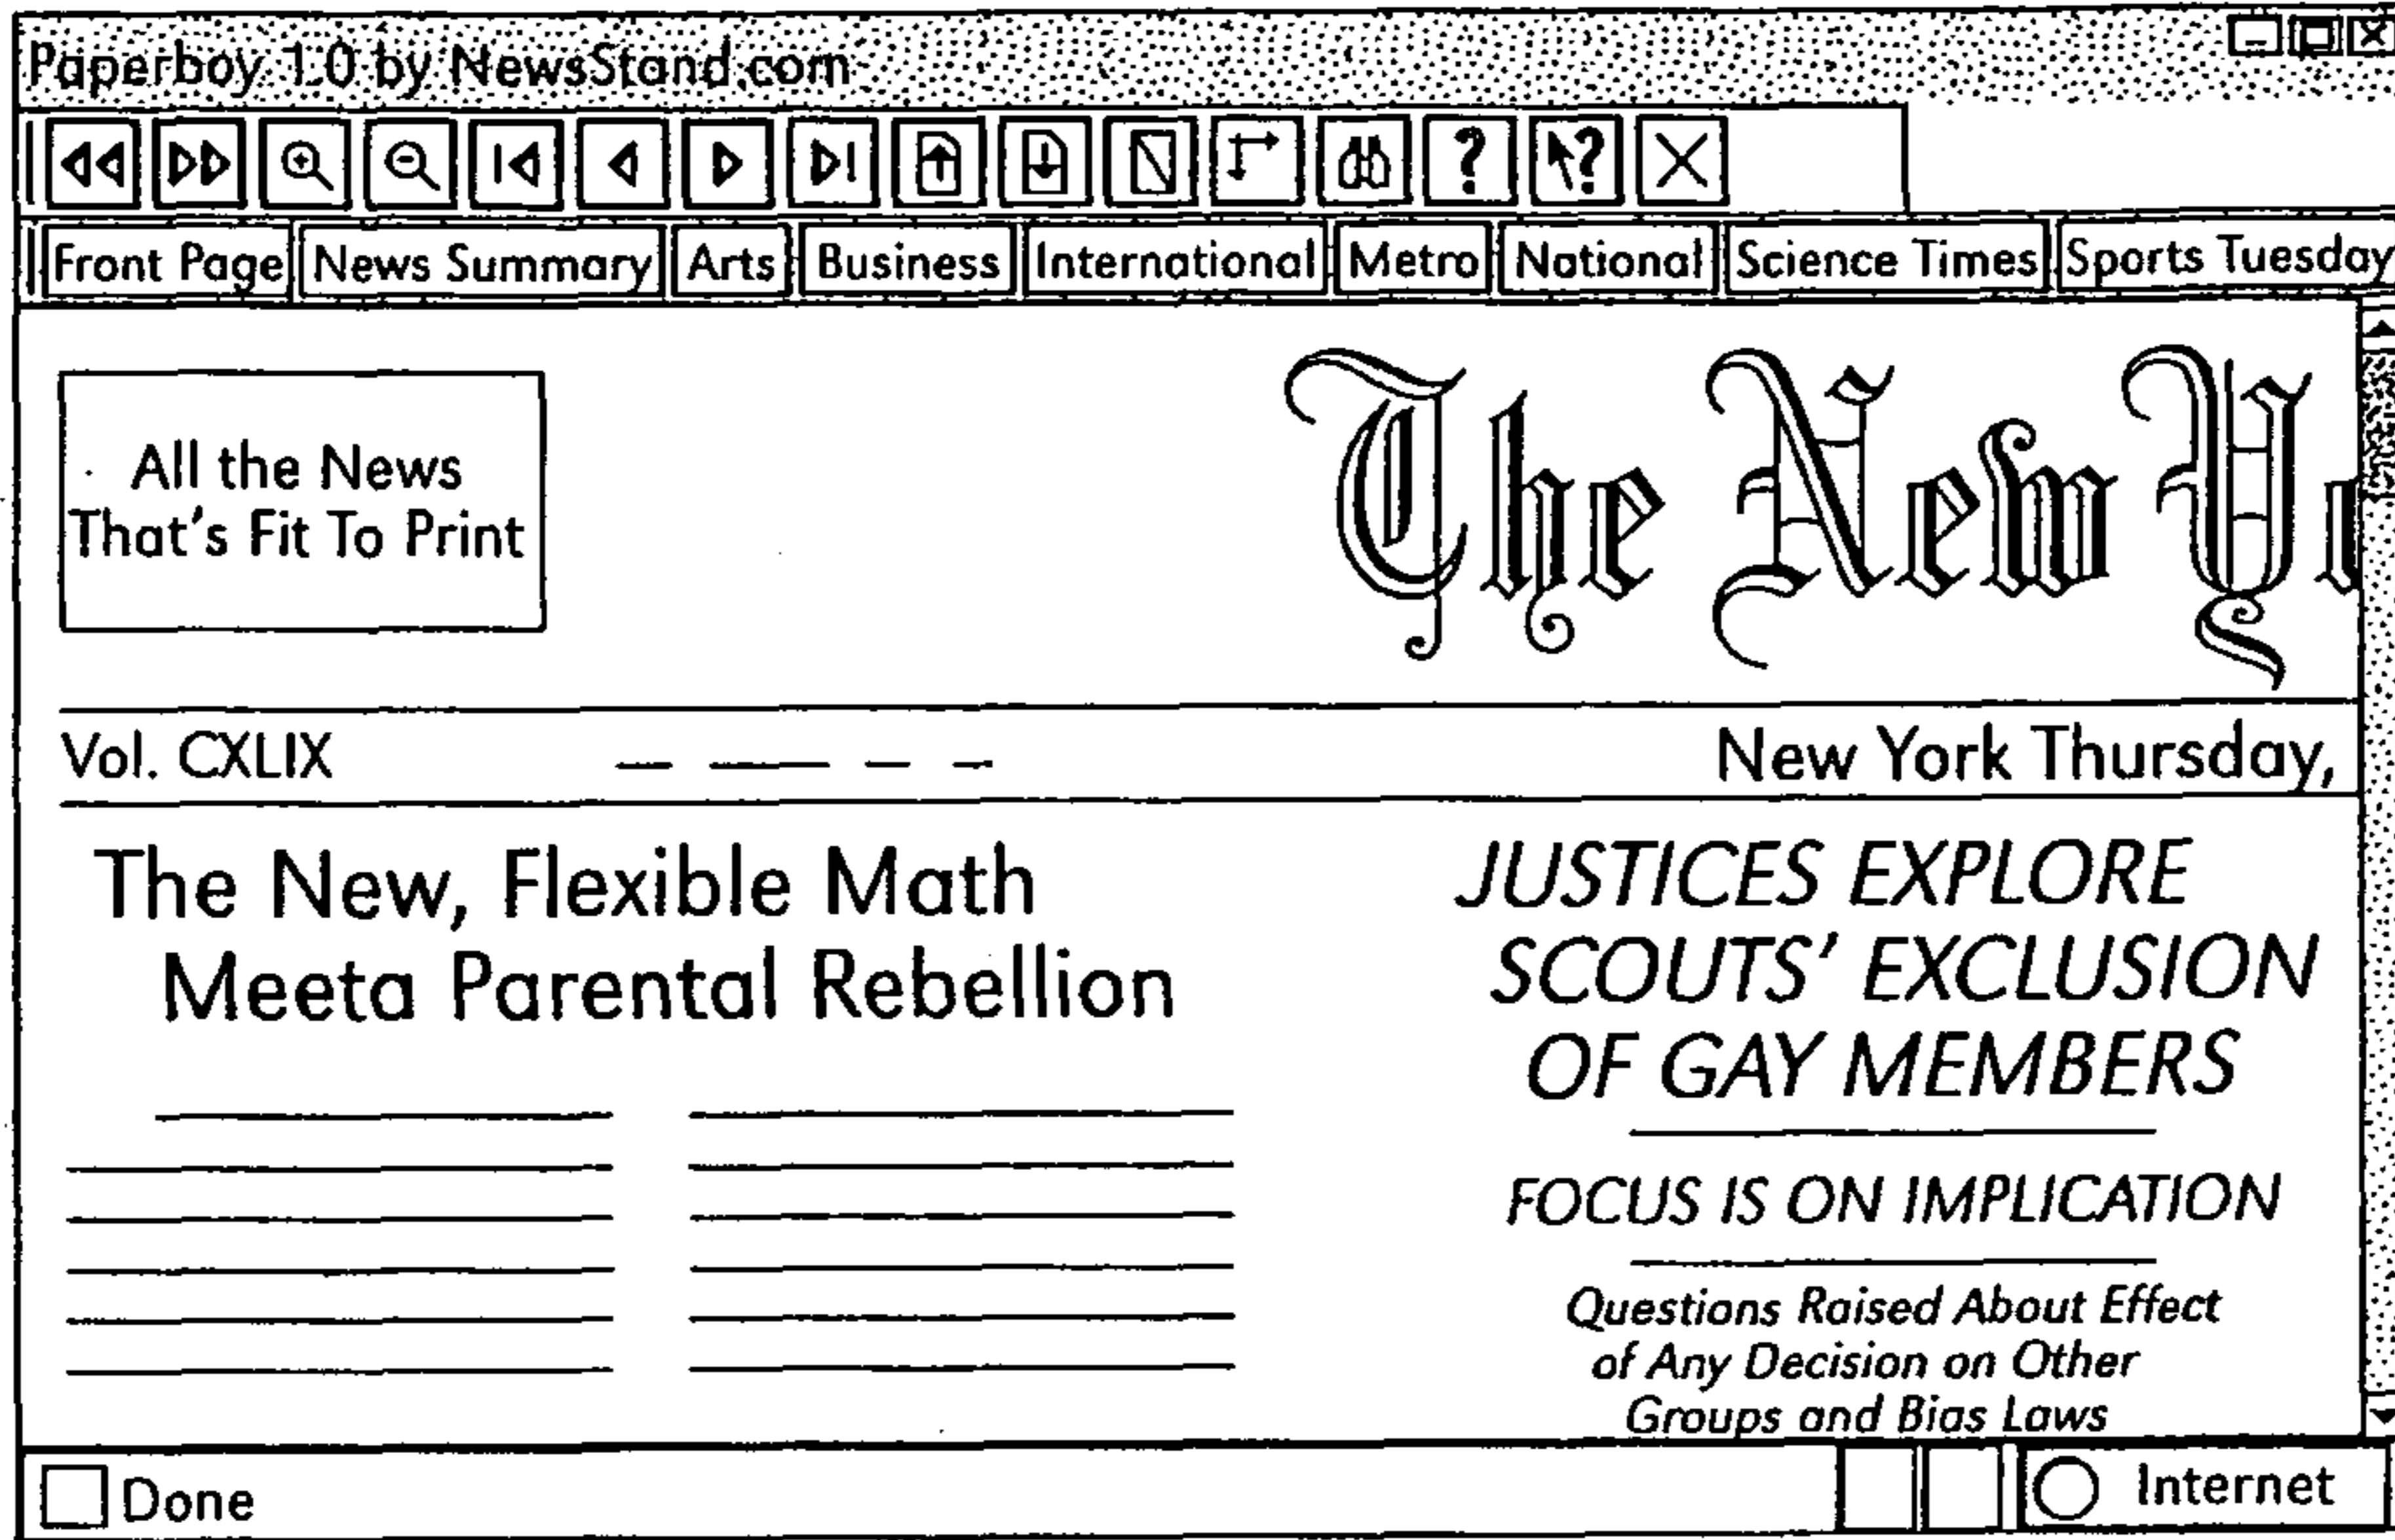 Paperboy 1.0 by NewsStand.com
Front Page News Summary Arts Business International Metro National Science Times Sports Tuesday
All the News
That's Fit To Print
The New Yo
Vol. CXLIX
New York Thursday,
The New, Flexible Math
Meeta Parental Rebellion
JUSTICES EXPLORE
SCOUTS' EXCLUSION
OF GAY MEMBERS
FOCUS IS ON IMPLICATION
Questions Raised About Effect
of Any Decision on Other
Groups and Bias Laws
Done
Internet